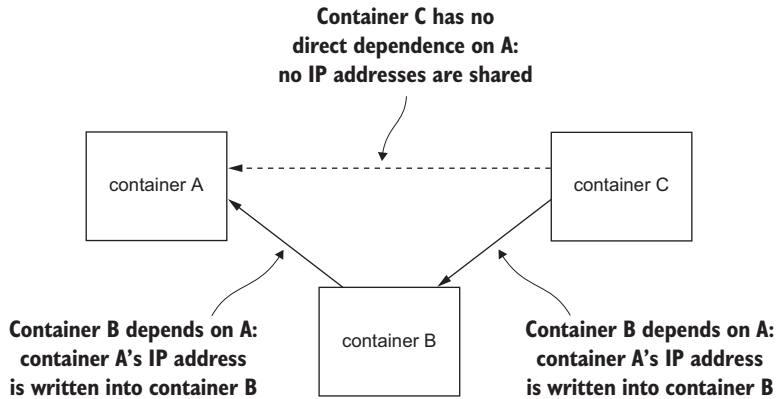 Container C has no
direct dependence on A:
no IP addresses are shared
container A
container C
container B
Container B depends on A:
container A’s IP address
is written into container B
Container B depends on A:
container A’s IP address
is written into container B